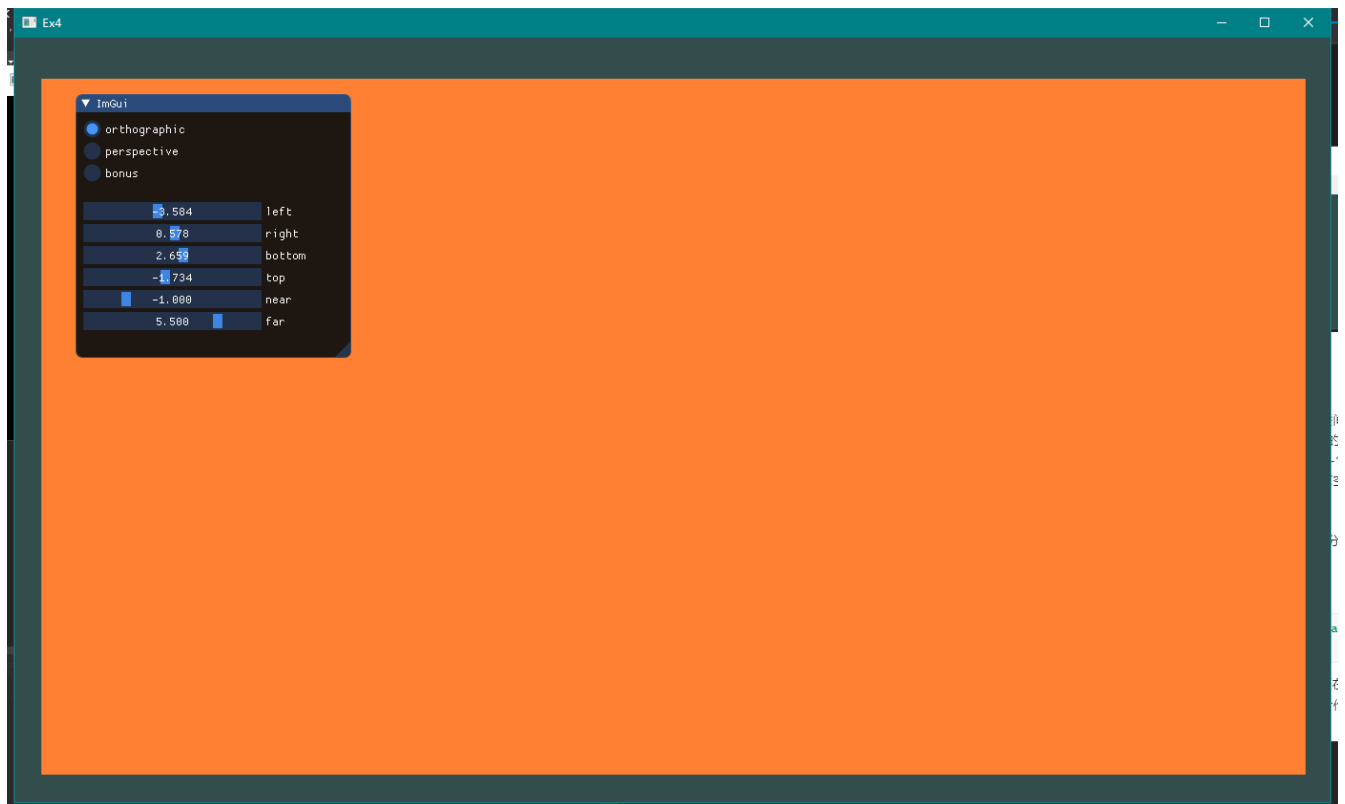 Ex4
ImGui
orthographic
perspective
bonus
-3.584 left
0.578 right
2.659 bottom
-1.734 top
-1.000 near
5.500 far